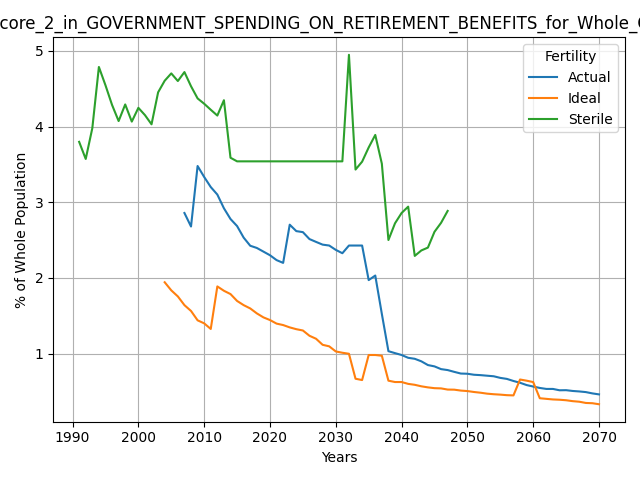 core_2_in_GOVERNMENT_SPENDING_ON_RETIREMENT_BENEFITS_for_Whole_
Fertility
Actual
Ideal
Sterile
% of Whole Population
5
4
3
2
1
1990 2000 2010 2020 2030 2040 2050 2060 2070
Years